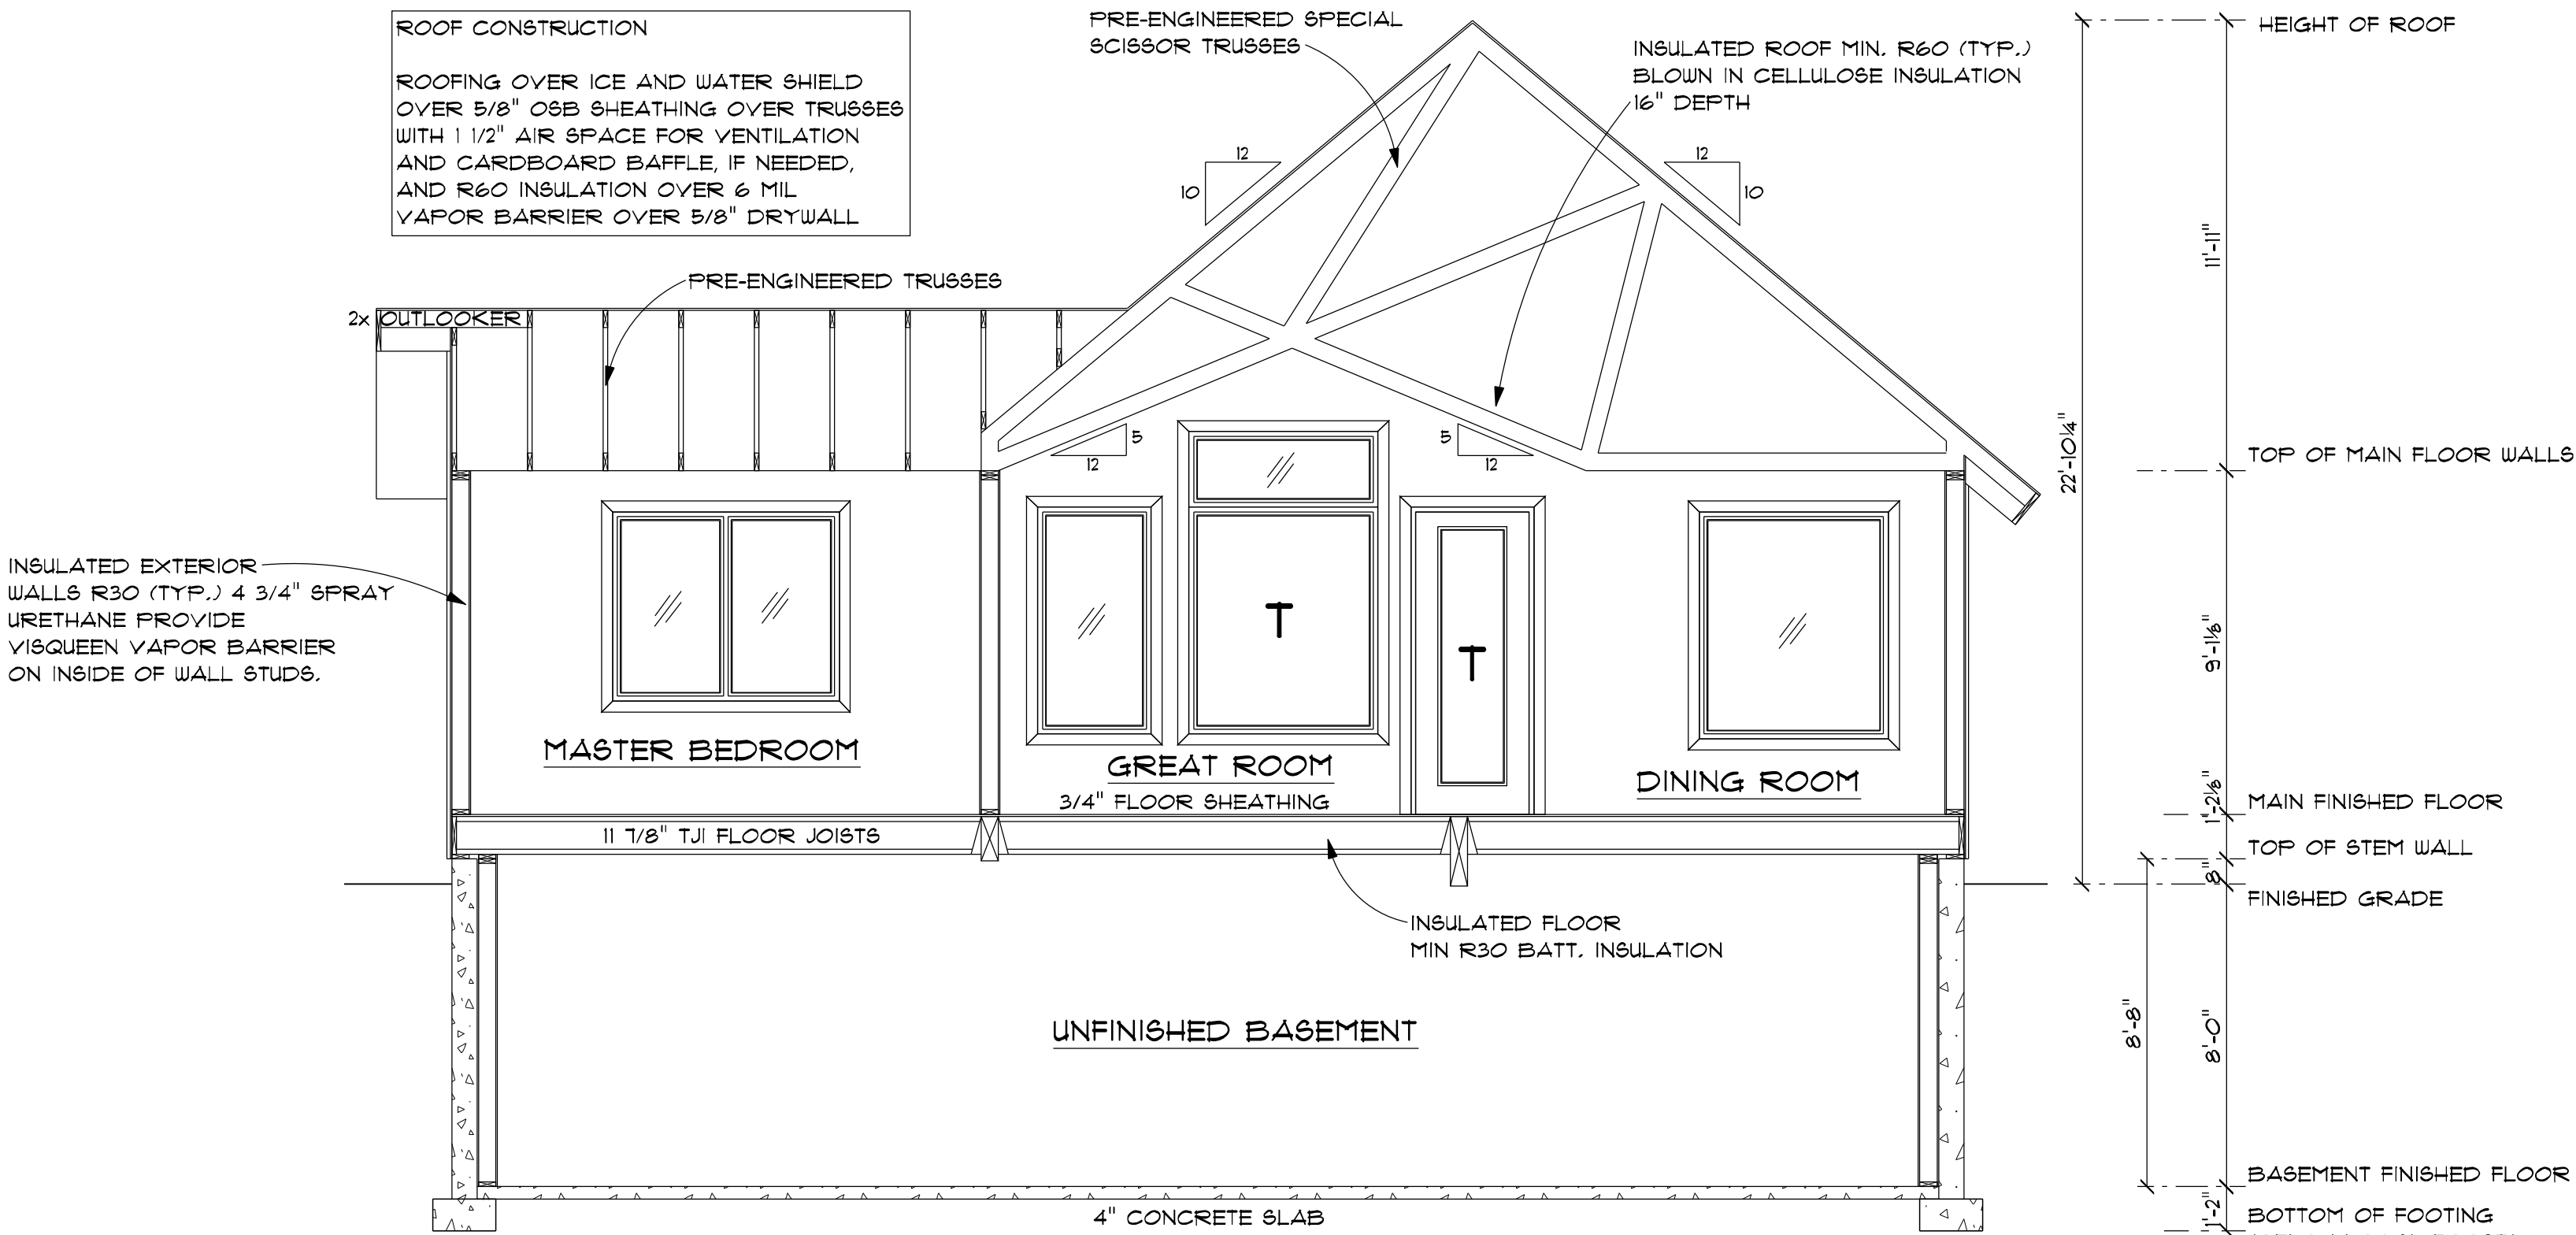 ROOF CONSTRUCTION
ROOFING OVER ICE AND WATER SHIELD
OVER 5/8" OSB SHEATHING OVER TRUSSES
WITH 1 1/2" AIR SPACE FOR VENTILATION
AND CARDBOARD BAFFLE, IF NEEDED,
AND R60 INSULATION OVER 6 MIL
VAPOR BARRIER OVER 5/8" DRYWALL
PRE-ENGINEERED SPECIAL
SCISSOR TRUSSES
INSULATED ROOF MIN. R60 (TYP.)
BLOWN IN CELLULOSE INSULATION
16" DEPTH
12
10
12
10
PRE-ENGINEERED TRUSSES
2x OUTLOOKER
5
12
5
12
INSULATED EXTERIOR
WALLS R30 (TYP.) 4 3/4" SPRAY
URETHANE PROVIDE
VISQUEEN VAPOR BARRIER
ON INSIDE OF WALL STUDS.
T
T
MASTER BEDROOM
GREAT ROOM
3/4" FLOOR SHEATHING
DINING ROOM
11 7/8" TJI FLOOR JOISTS
INSULATED FLOOR
MIN R30 BATT. INSULATION
UNFINISHED BASEMENT
4" CONCRETE SLAB
22'-10¼"
8'-8"
11'-11"
9'-1⅛"
1'-2⅛"
8"
8'-0"
1'-2"
HEIGHT OF ROOF
TOP OF MAIN FLOOR WALLS
MAIN FINISHED FLOOR
TOP OF STEM WALL
FINISHED GRADE
BASEMENT FINISHED FLOOR
BOTTOM OF FOOTING